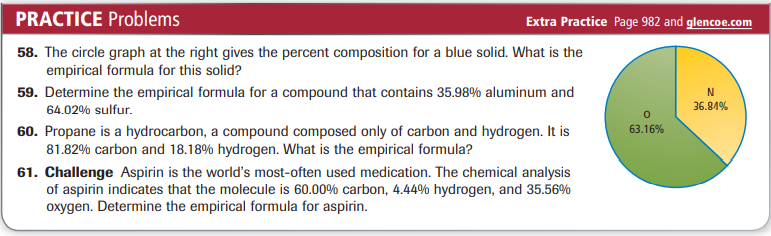 PRACTICE Problems
Extra Practice Page 982 and glencoe.com
58. The circle graph at the right gives the percent composition for a blue solid. What is the
empirical formula for this solid?
59. Determine the empirical formula for a compound that contains 35.98% aluminum and
64.02% sulfur.
60. Propane is a hydrocarbon, a compound composed only of carbon and hydrogen. It is
81.82% carbon and 18.18% hydrogen. What is the empirical formula?
61. Challenge Aspirin is the world's most-often used medication. The chemical analysis
of aspirin indicates that the molecule is 60.00% carbon, 4.44% hydrogen, and 35.56%
oxygen. Determine the empirical formula for aspirin.
N
36.84%
O
63.16%